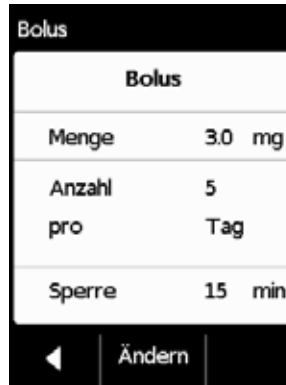 Bolus
Bolus
Menge 3.0 mg
Anzahl 5
pro Tag
Sperre 15 min
Ändern